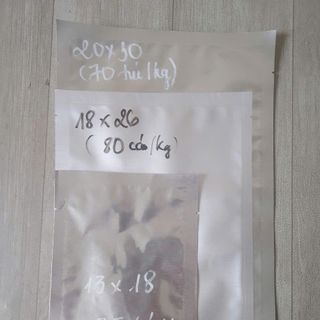 20x30
(70 túi/kg)
18 x 26
( 80 cái/kg)
13 x .18